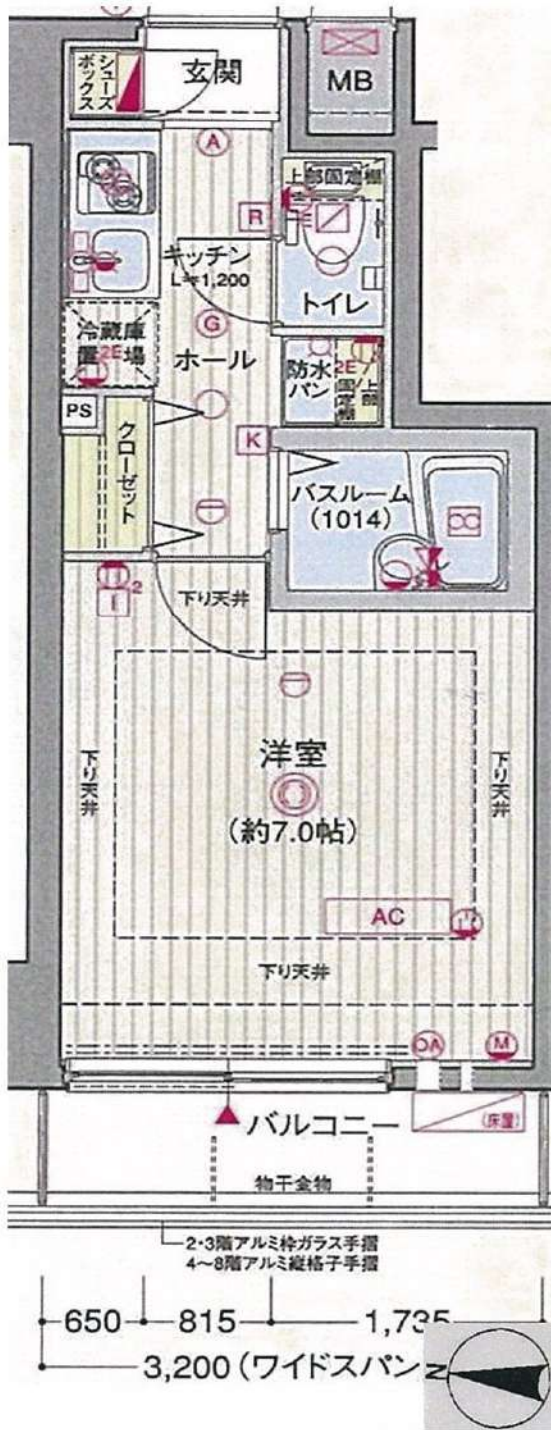 シューズ
ボックス
玄関
MB
A
上部固定棚
R
キッチン
L≒1,200
トイレ
冷蔵庫
置場
2E
G
ホール
防水
パン
2E
上部
固定棚
PS
クローゼット
K
バスルーム
(1014)
2
I
下り天井
洋室
(約7.0帖)
下り天井
下り天井
AC
下り天井
OA
M
バルコニー
(床置)
物干金物
2・3階アルミ枠ガラス手摺
4〜8階アルミ縦格子手摺
650
815
1,735
3,200 (ワイドスパン
N